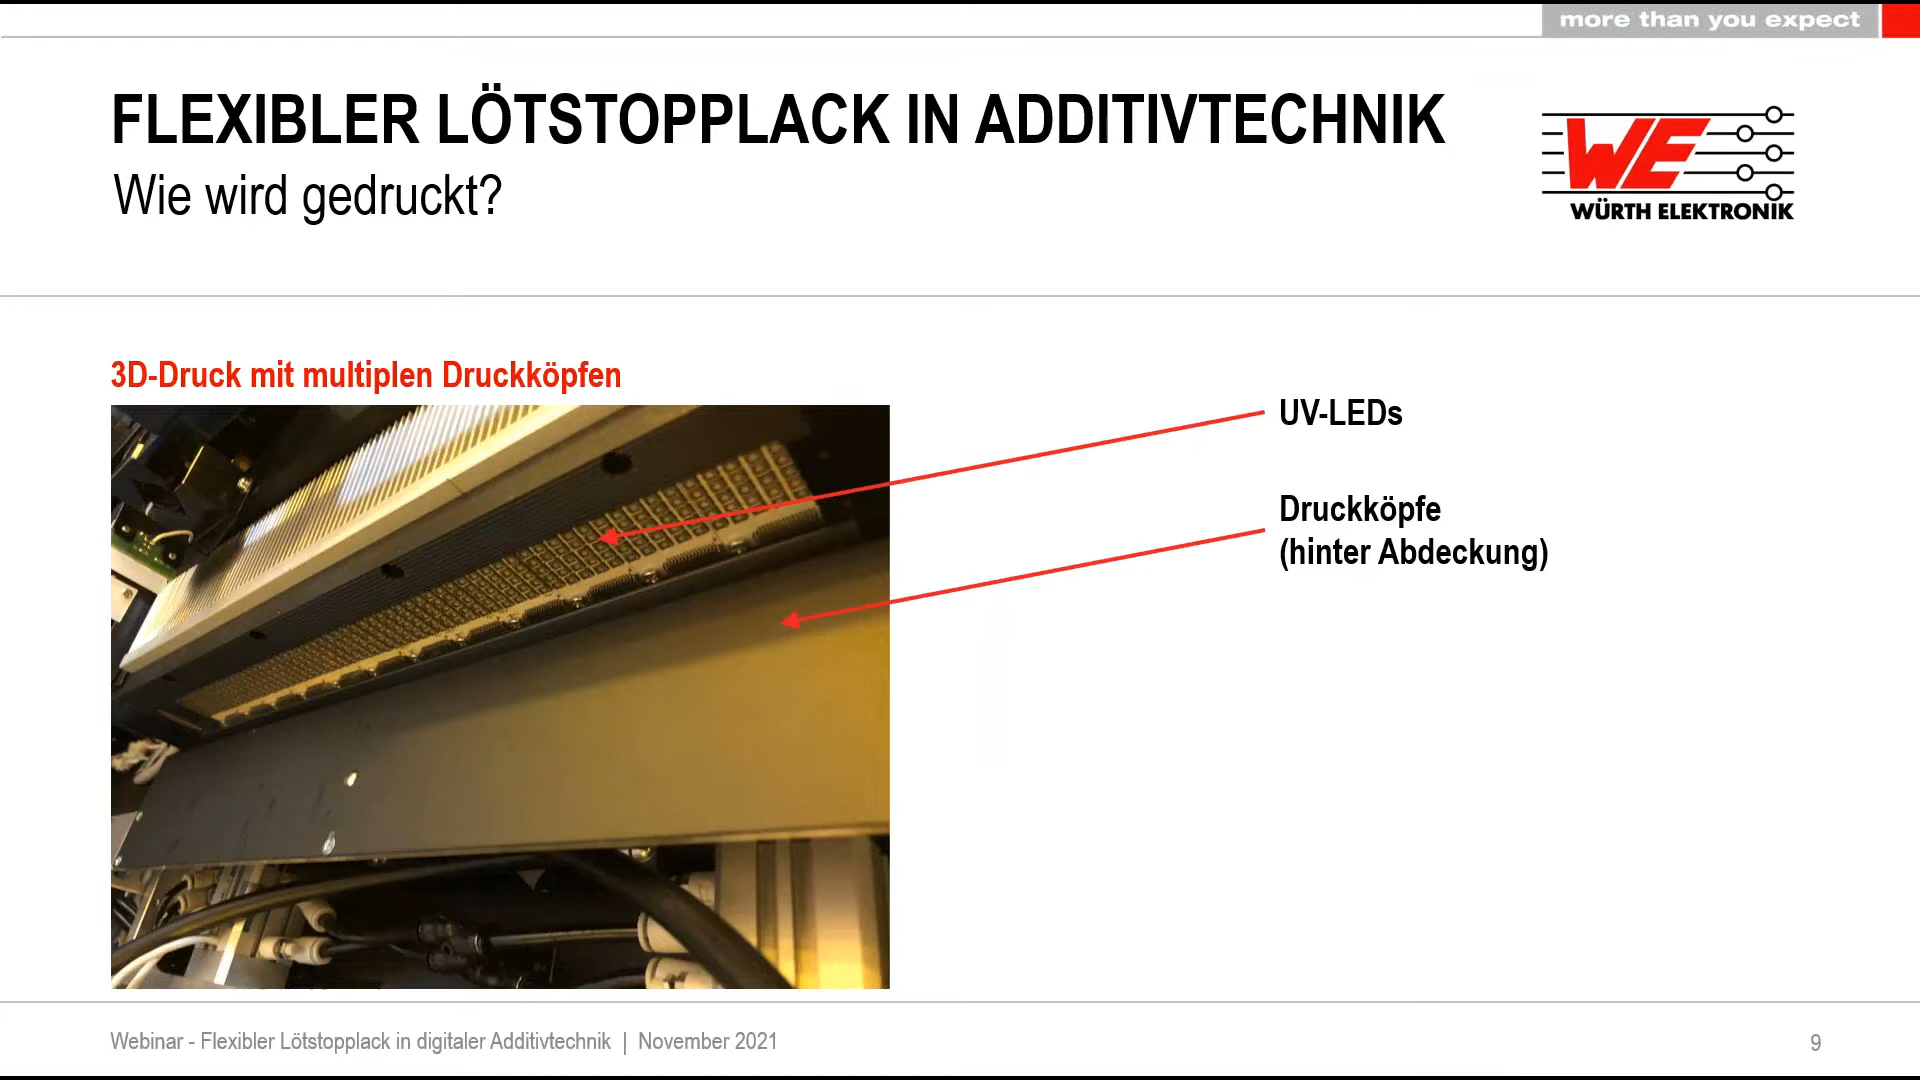 more than you expect
FLEXIBLER LÖTSTOPPLACK IN ADDITIVTECHNIK
Wie wird gedruckt?
WE
WÜRTH ELEKTRONIK
3D-Druck mit multiplen Druckköpfen
UV-LEDs
Druckköpfe
(hinter Abdeckung)
Webinar - Flexibler Lötstopplack in digitaler Additivtechnik | November 2021
9